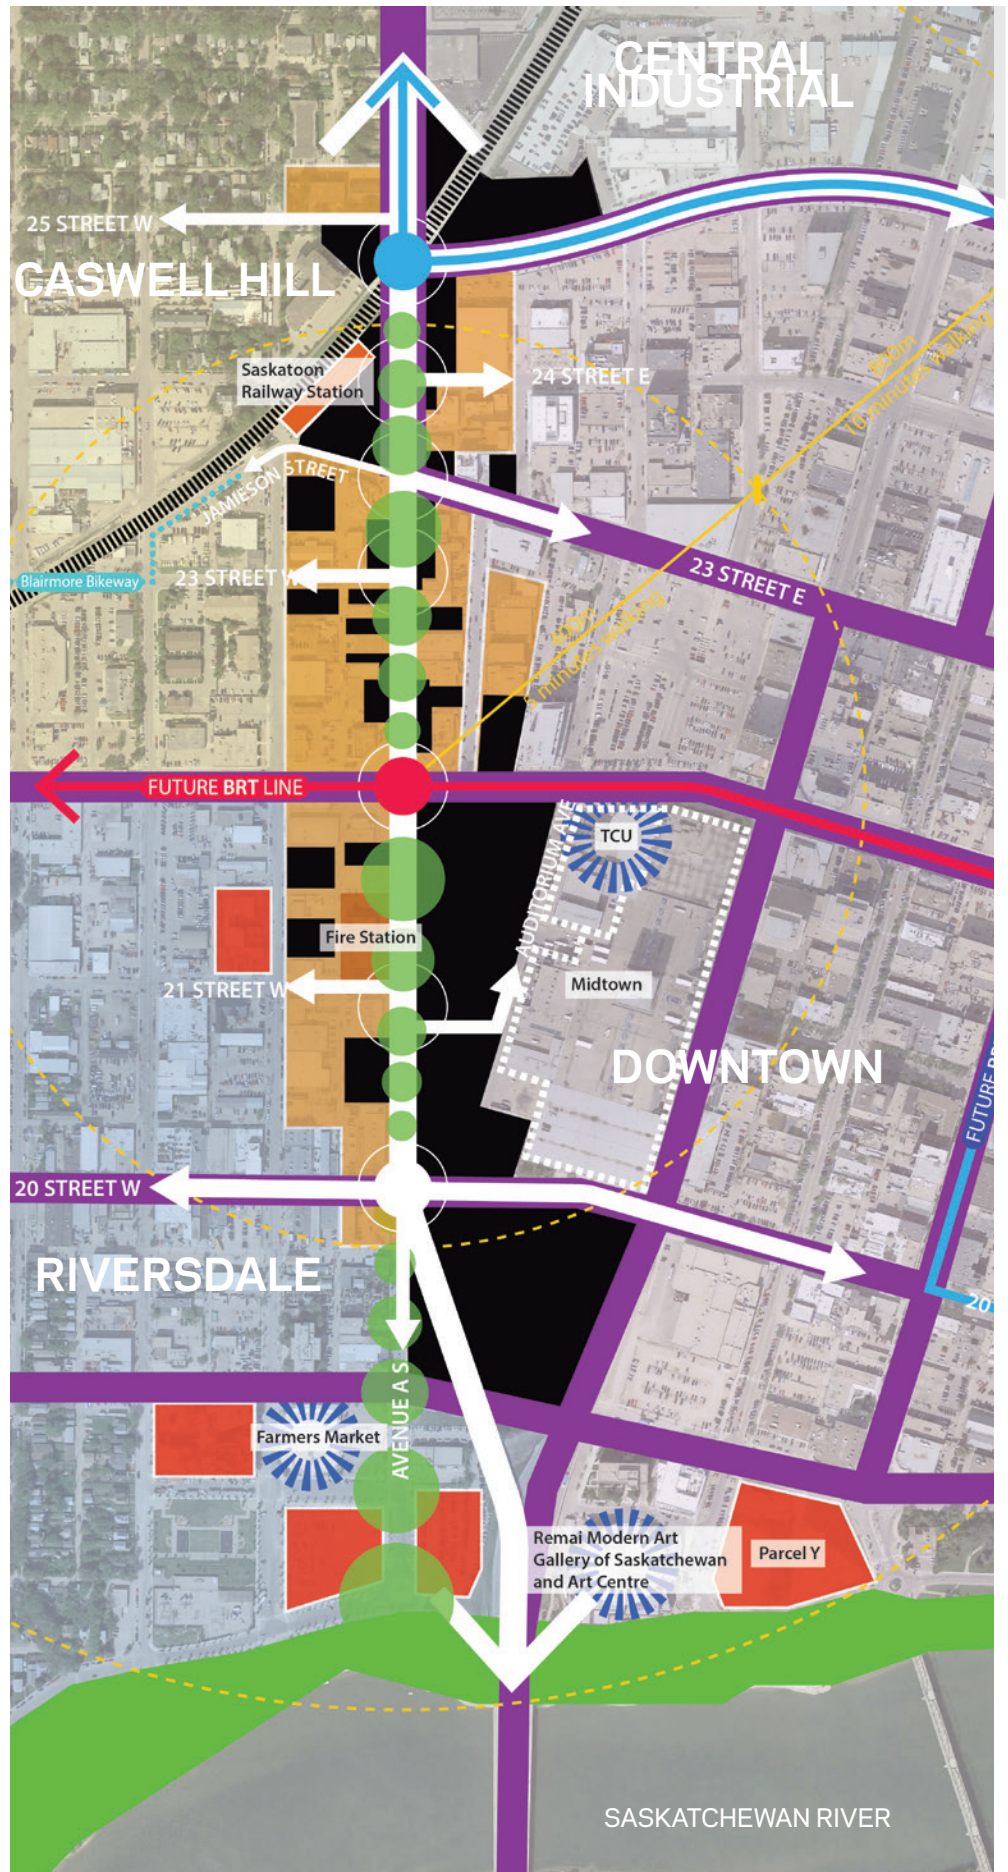 CENTRAL
INDUSTRIAL
25 STREET W
CASWELL HILL
Saskatoon
Railway Station
24 STREET E
800m
10 minutes walking
JAMIESON STREET
Blairmore Bikeway
23 STREET W
23 STREET E
400m
5 minutes walking
FUTURE BRT LINE
AUDITORIUM AVE
TCU
Fire Station
Midtown
21 STREET W
DOWNTOWN
FUTURE
20 STREET W
20
RIVERSDALE
AVENUE A S
Farmers Market
Remai Modern Art
Gallery of Saskatchewan
and Art Centre
Parcel Y
SASKATCHEWAN RIVER